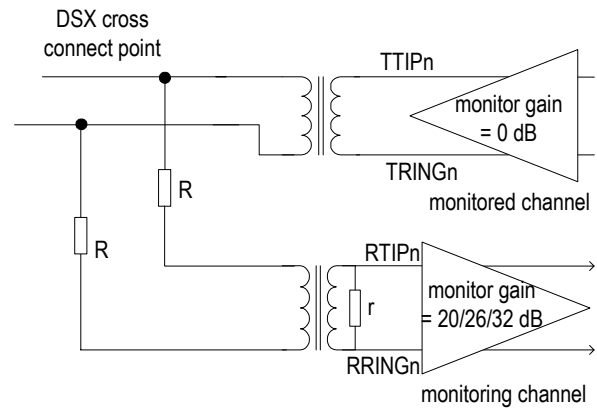 DSX cross
connect point
TTIPn
monitor gain
= 0 dB
TRINGn
monitored channel
R
R
RTIPn
monitor gain
= 20/26/32 dB
r
RRINGn
monitoring channel